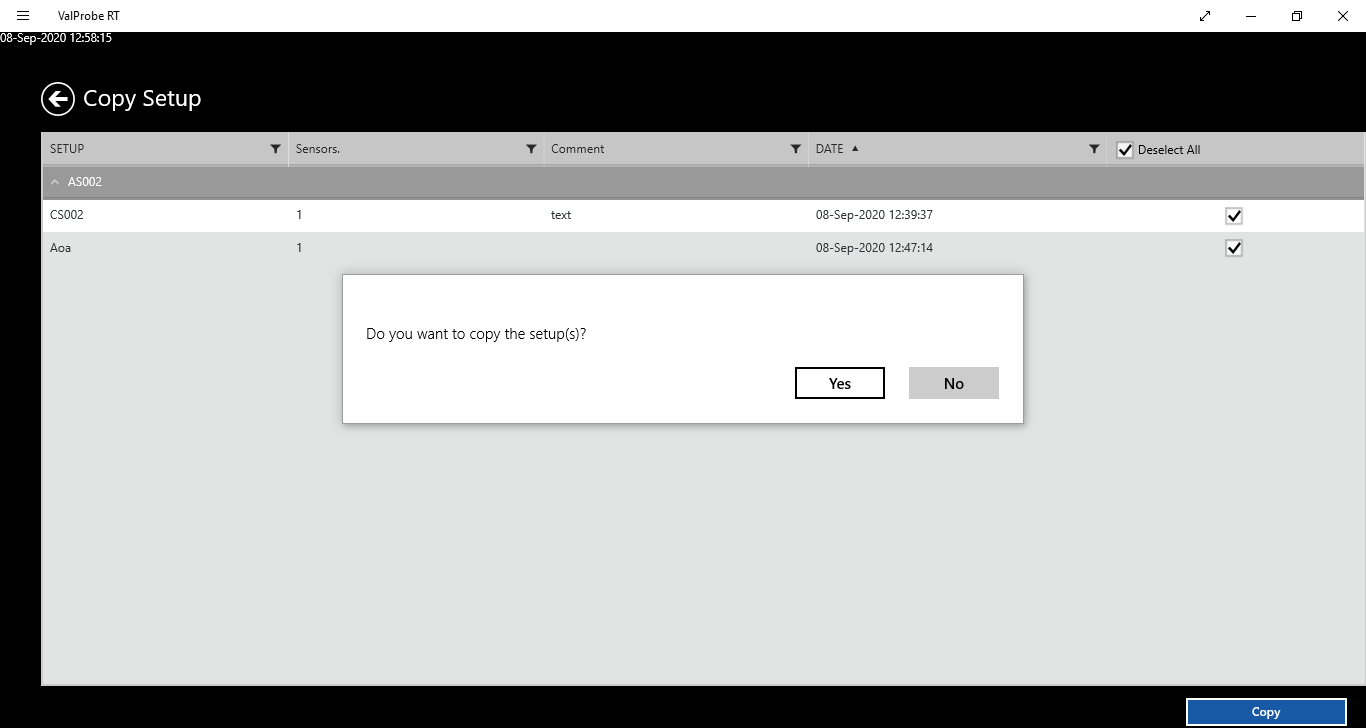 ValProbe RT
08-Sep-2020 12:58:15
Copy Setup
SETUP Sensors. Comment DATE Deselect All
AS002
CS002 1 text 08-Sep-2020 12:39:37
Aoa 1 08-Sep-2020 12:47:14
Do you want to copy the setup(s)?
Yes No
Copy